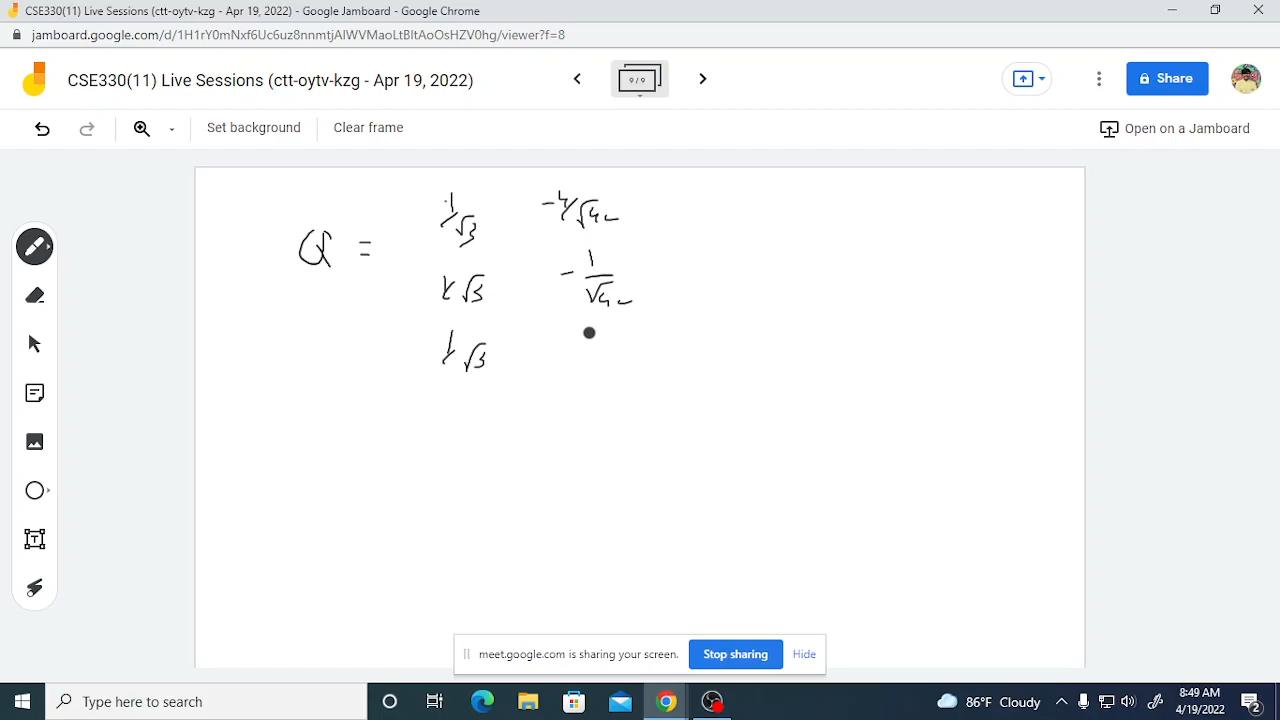 CSE330(11) Live Sessions (ctt-oytv-kzg - Apr 19, 2022) - Google Jamboard - Google Chrome
jamboard.google.com/d/1H1rY0mNxf6Uc6uz8nnmtjAIWVMaoLtBltAoOsHZV0hg/viewer?f=8
CSE330(11) Live Sessions (ctt-oytv-kzg - Apr 19, 2022)
9 / 9
Share
Set background
Clear frame
Open on a Jamboard
Q =
1/√3 -4/√42
1/√3 -1/√42
1/√3
meet.google.com is sharing your screen.
Stop sharing
Hide
Type here to search
86°F Cloudy
8:49 AM
4/19/2022
2